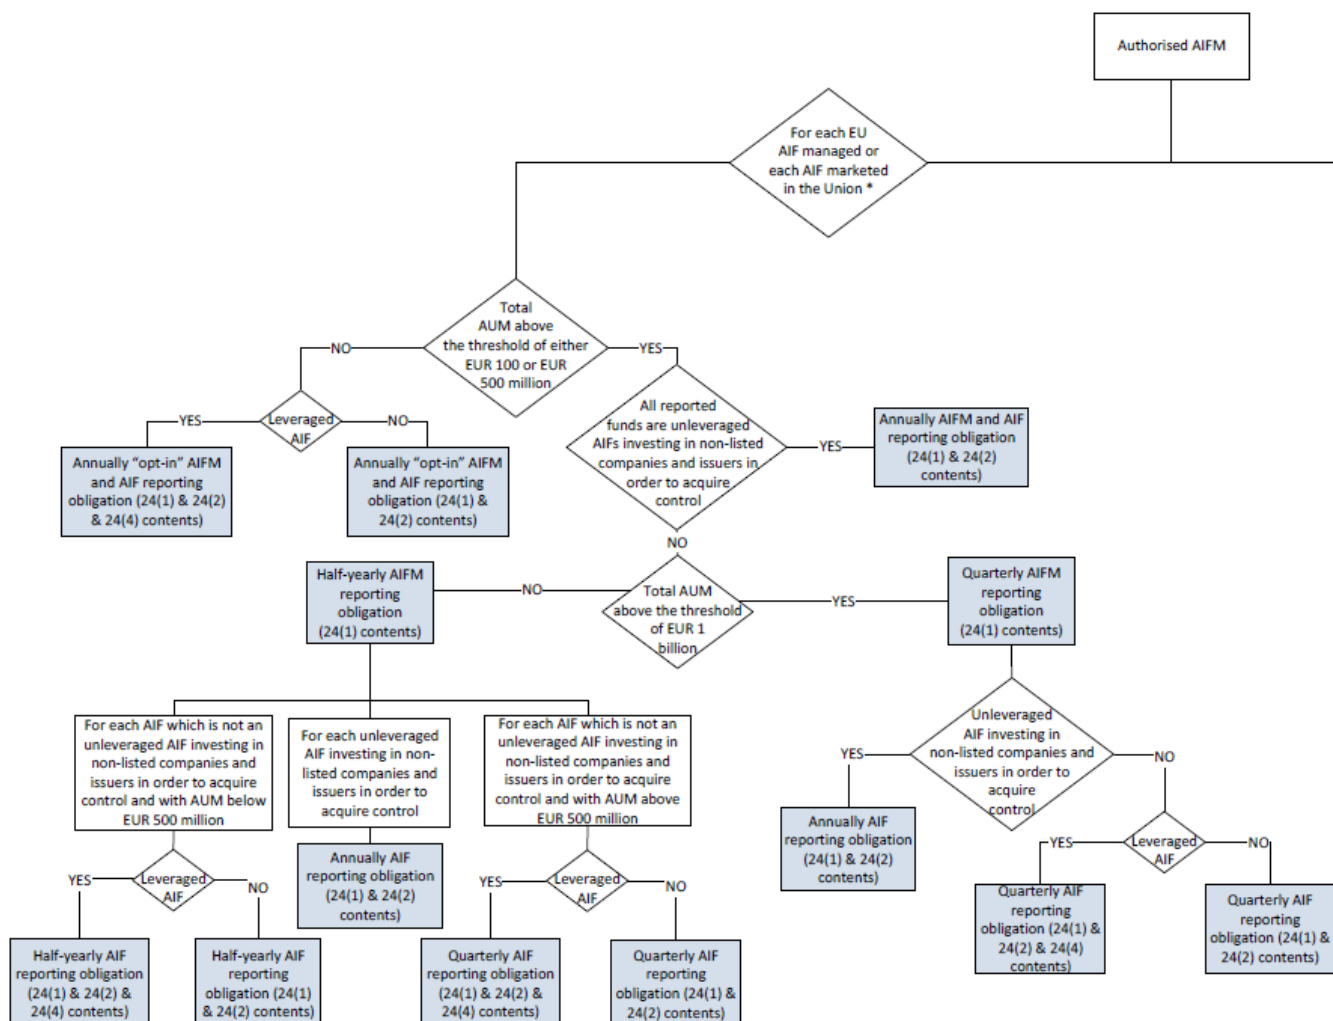 Authorised AIFM
For each EU
AIF managed or
each AIF marketed
in the Union *
Total
AUM above
the threshold of either
EUR 100 or EUR
500 million
NO
YES
Leveraged
AIF
YES
NO
Annually “opt-in” AIFM
and AIF reporting
obligation (24(1) & 24(2)
& 24(4) contents)
Annually “opt-in” AIFM
and AIF reporting
obligation (24(1) &
24(2) contents)
All reported
funds are unleveraged
AIFs investing in non-listed
companies and issuers in
order to acquire
control
YES
Annually AIFM and AIF
reporting obligation
(24(1) & 24(2)
contents)
NO
Total AUM
above the threshold
of EUR 1
billion
NO
YES
Half-yearly AIFM
reporting
obligation
(24(1) contents)
Quarterly AIFM
reporting
obligation
(24(1) contents)
For each AIF which is not an
unleveraged AIF investing in
non-listed companies and
issuers in order to acquire
control and with AUM below
EUR 500 million
For each unleveraged
AIF investing in non-
listed companies and
issuers in order to
acquire control
For each AIF which is not an
unleveraged AIF investing in
non-listed companies and
issuers in order to acquire
control and with AUM above
EUR 500 million
Unleveraged
AIF investing in
non-listed companies and
issuers in order to
acquire
control
YES
NO
Annually AIF
reporting obligation
(24(1) & 24(2)
contents)
Leveraged
AIF
YES
NO
Annually AIF
reporting obligation
(24(1) & 24(2)
contents)
Leveraged
AIF
YES
NO
Leveraged
AIF
YES
NO
Quarterly AIF
reporting
obligation (24(1) &
24(2) & 24(4)
contents)
Quarterly AIF
reporting
obligation (24(1) &
24(2) contents)
Half-yearly AIF
reporting obligation
(24(1) & 24(2) &
24(4) contents)
Half-yearly AIF
reporting
obligation (24(1)
& 24(2) contents)
Quarterly AIF
reporting obligation
(24(1) & 24(2) &
24(4) contents)
Quarterly AIF
reporting
obligation (24(1) &
24(2) contents)